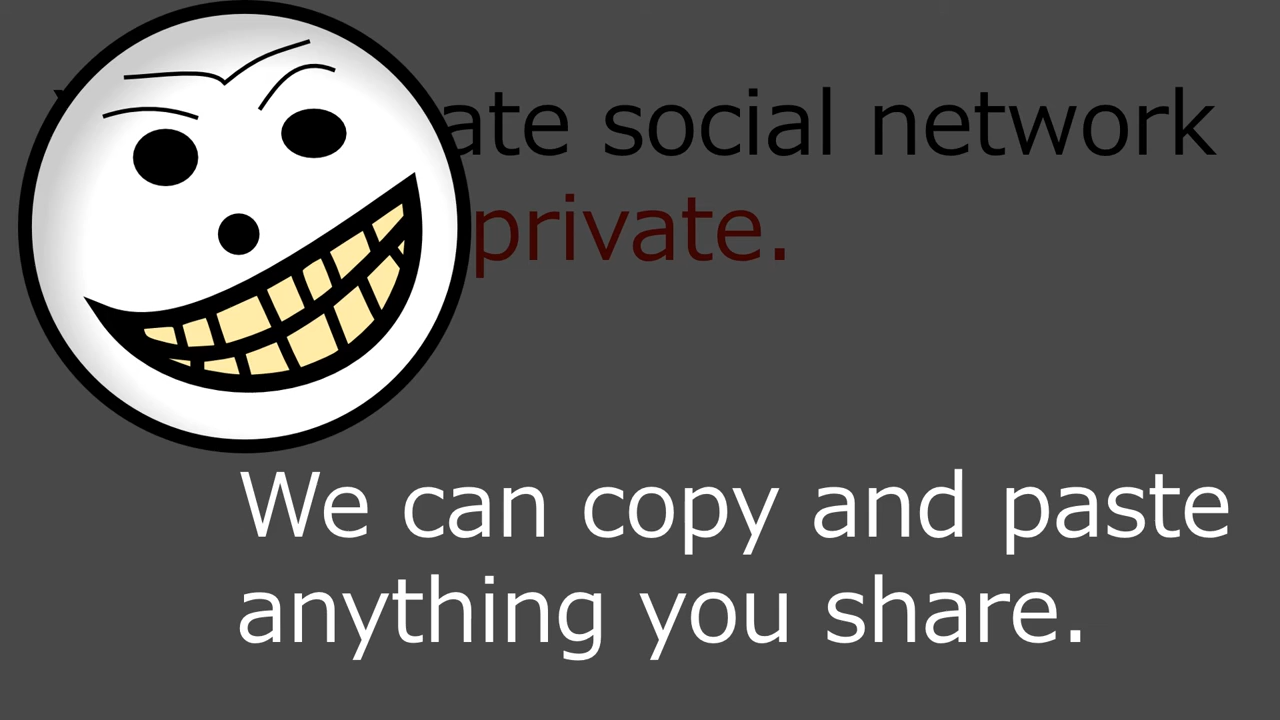 ate social network
private.
We can copy and paste
anything you share.